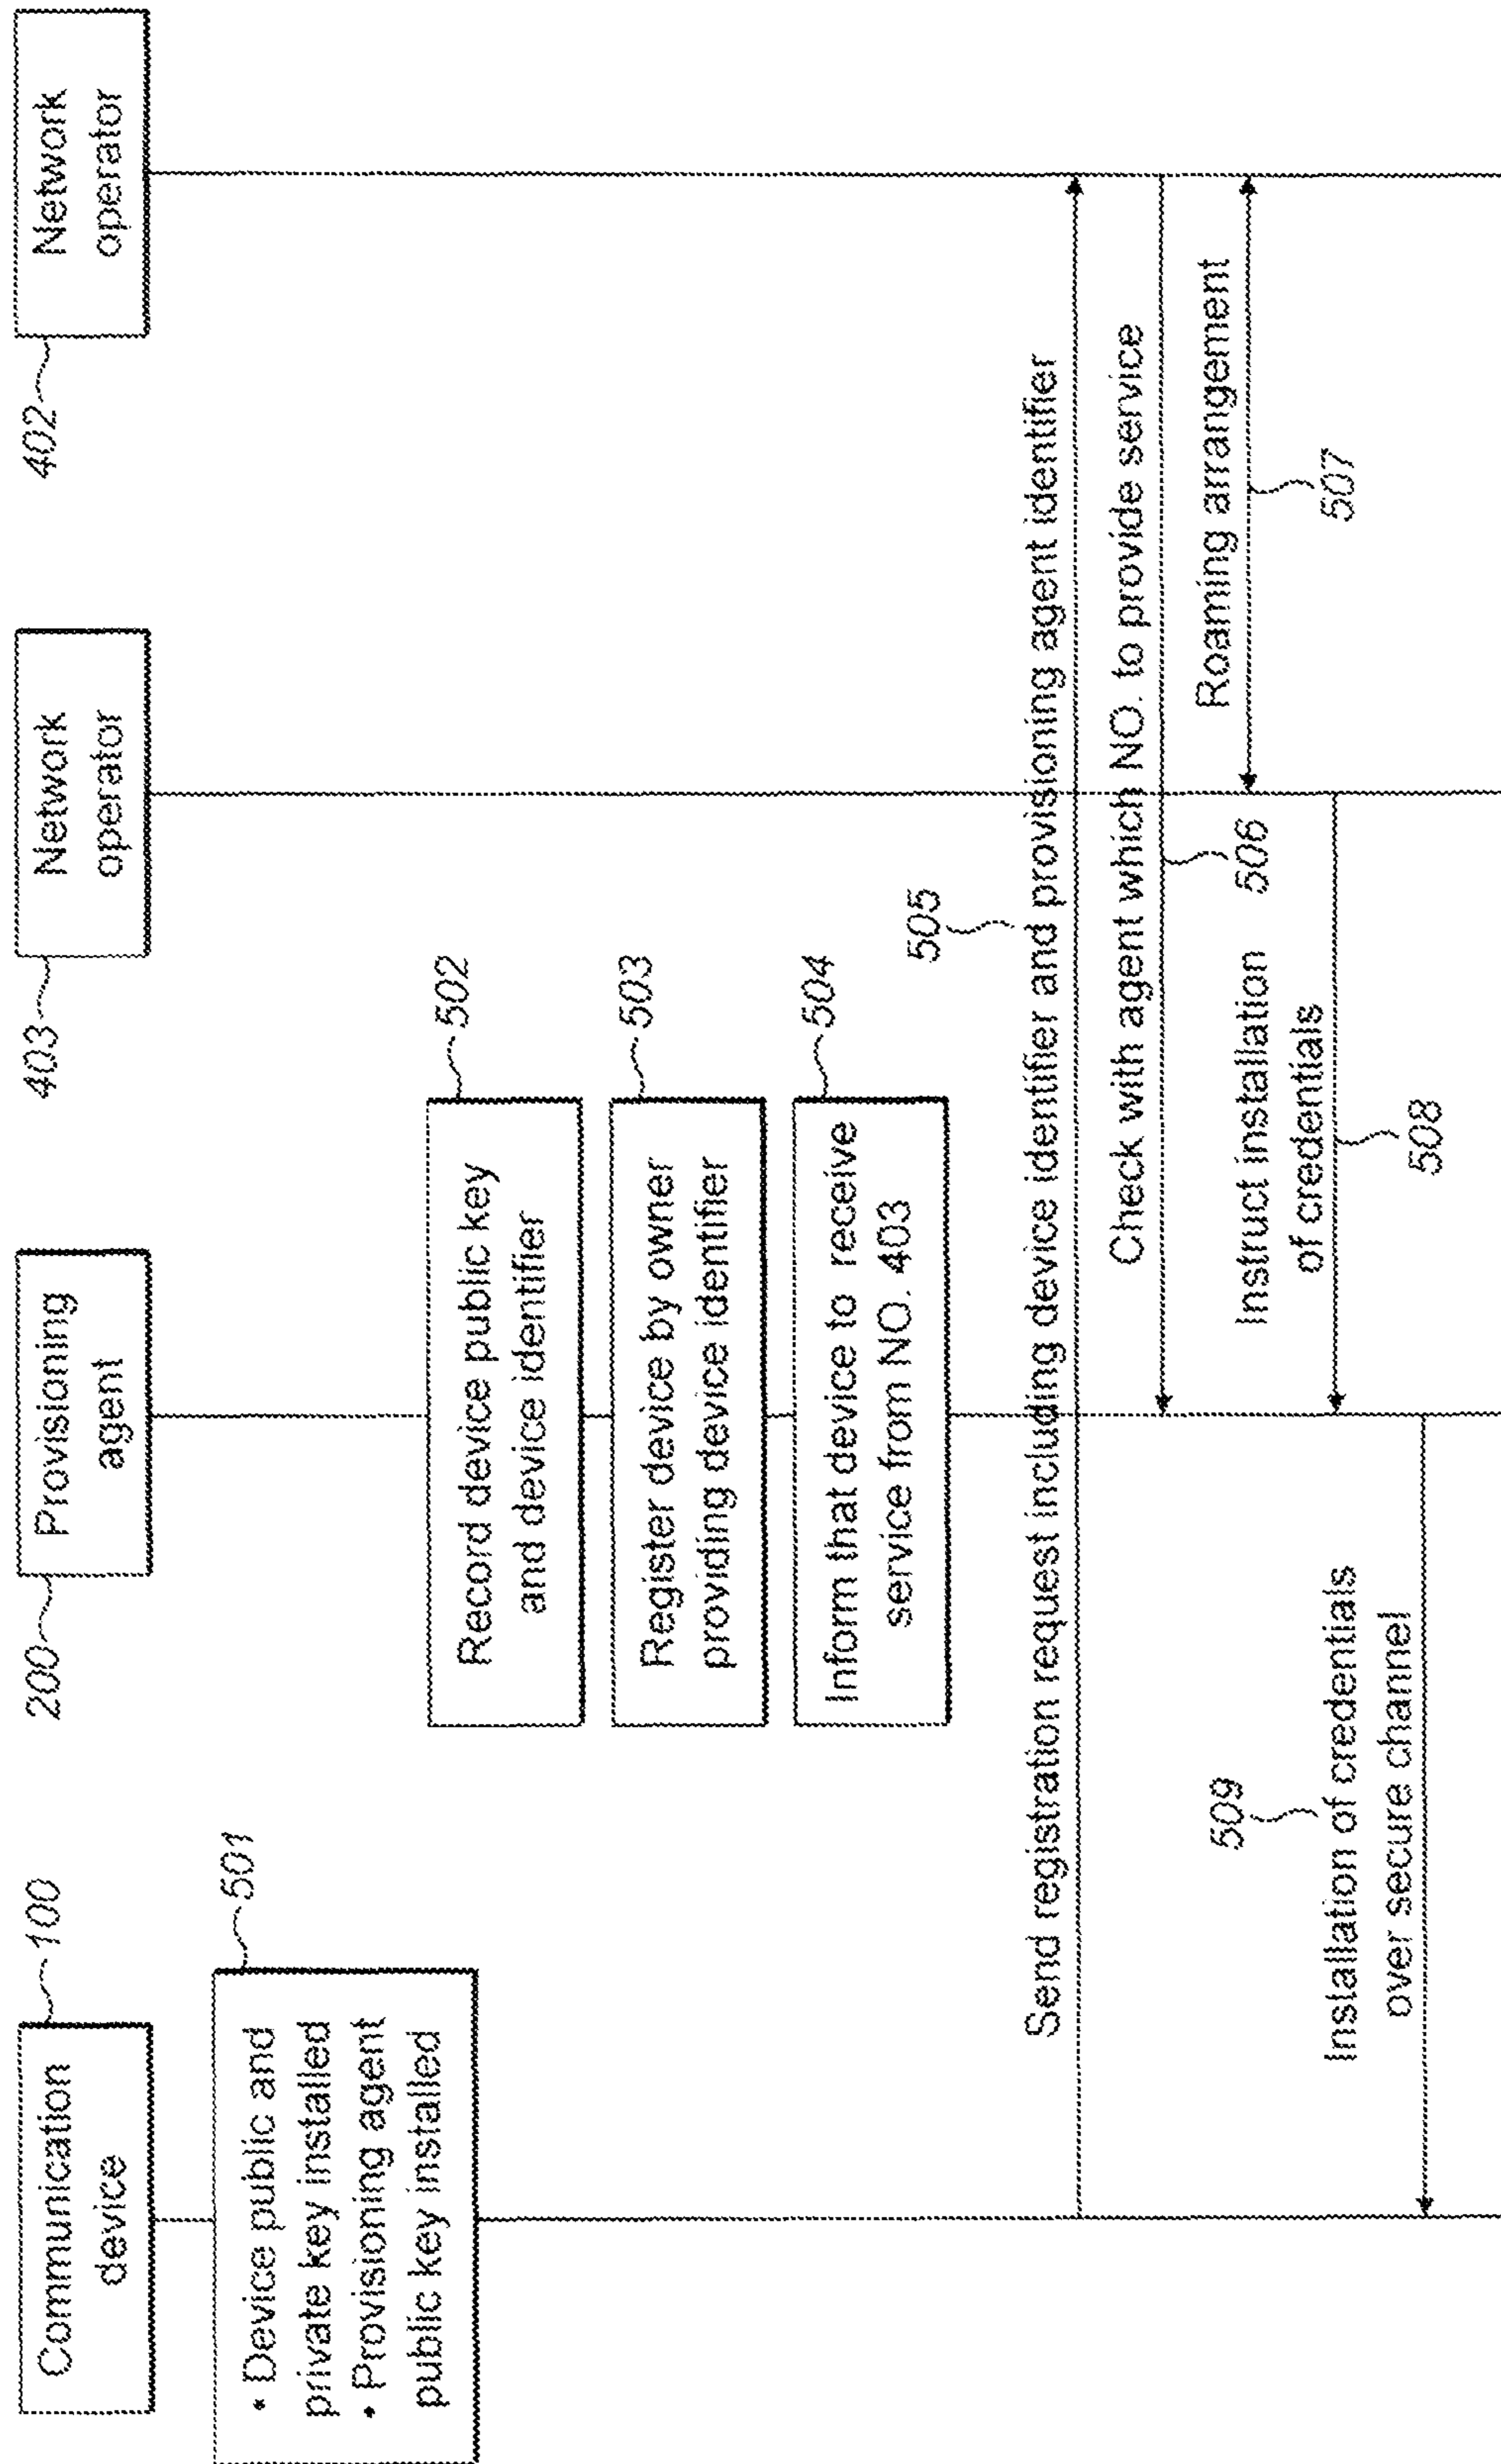 Communication
device
100
Provisioning
agent
200
Network
operator
403
Network
operator
402
• Device public and
private key installed
• Provisioning agent
public key installed
501
Record device public key
and device identifier
502
Register device by owner
providing device identifier
503
Inform that device to receive
service from NO. 403
504
505
Send registration request including device identifier and provisioning agent identifier
Check with agent which NO. to provide service
506
Roaming arrangement
507
Instruct installation
of credentials
508
509
Installation of credentials
over secure channel